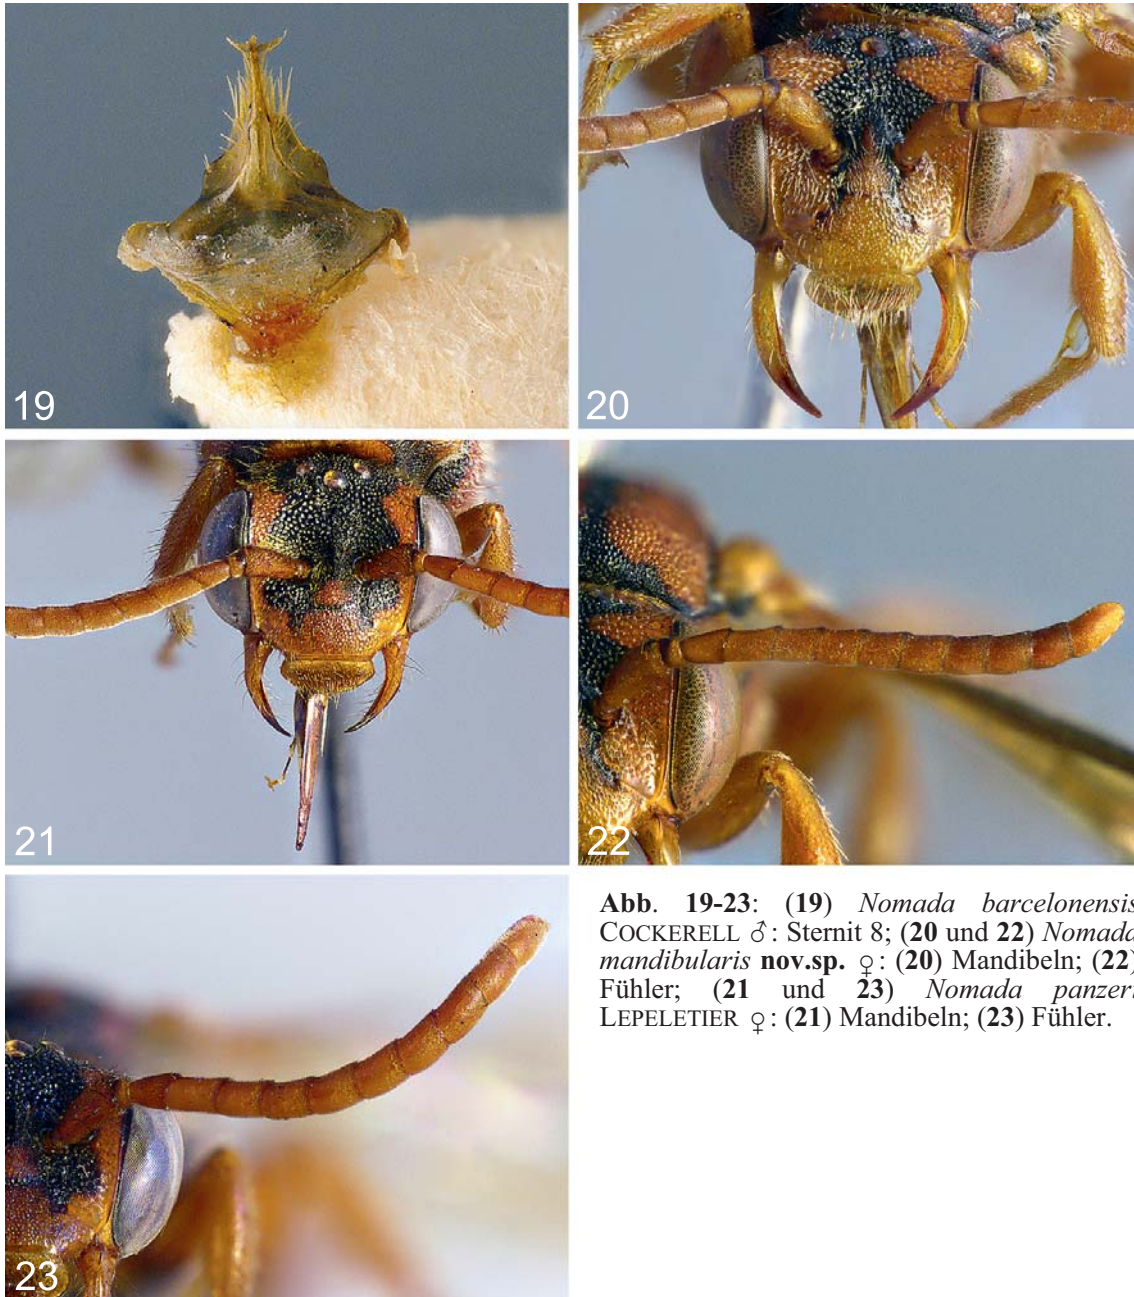 19
20
21
22
23
Abb. 19-23: (19) Nomada barcelonensis
COCKERELL ♂: Sternit 8; (20 und 22) Nomada
mandibularis nov.sp. ♀: (20) Mandibeln; (22)
Fühler; (21 und 23) Nomada panzeri
LEPELETIER ♀: (21) Mandibeln; (23) Fühler.